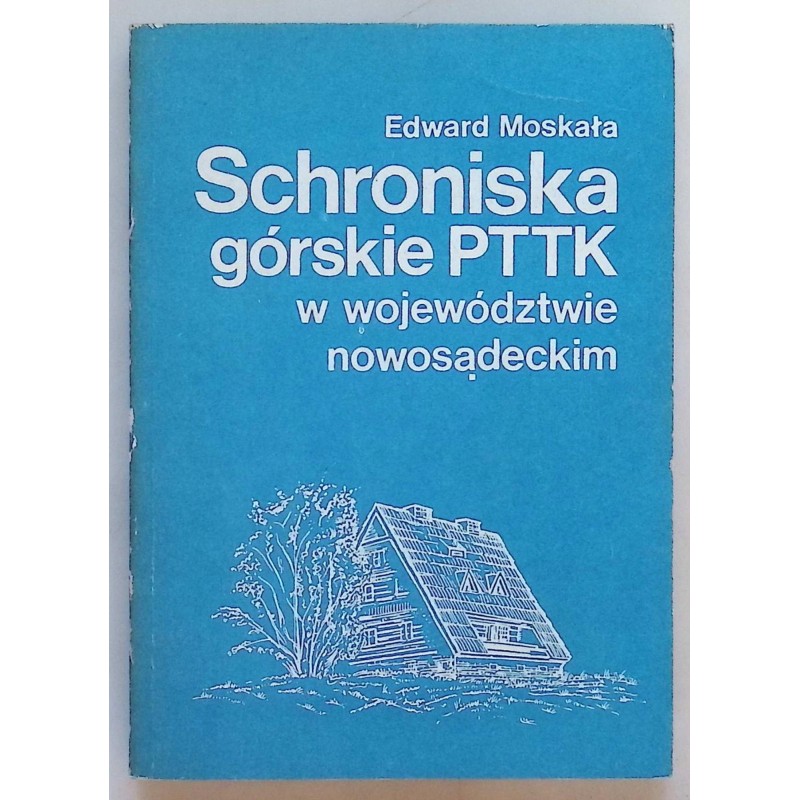 Edward Moskała
Schroniska
górskie PTTK
w województwie
nowosądeckim